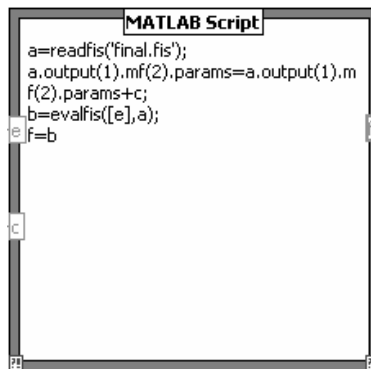 MATLAB Script
a=readfis('final.fis');
a.output(1).mf(2).params=a.output(1).m
f(2).params+c;
b=evalfis([e],a);
e
f=b
c